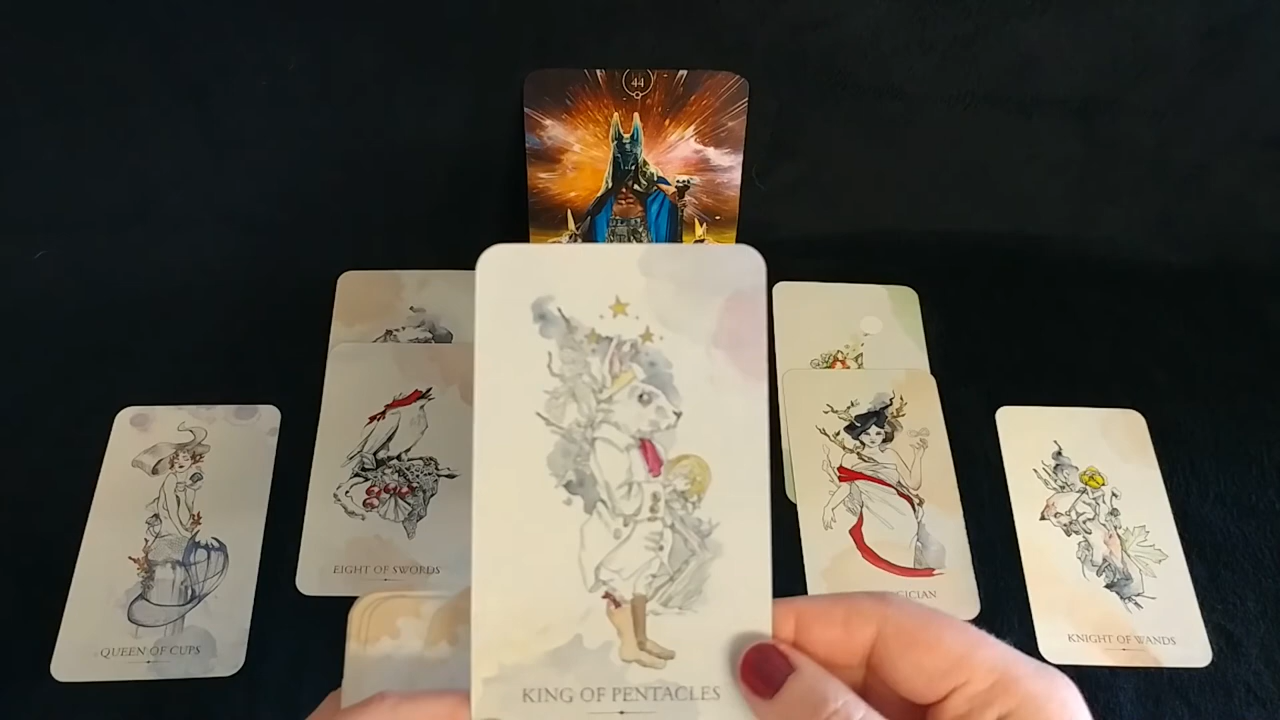 44
QUEEN OF CUPS
EIGHT OF SWORDS
KING OF PENTACLES
KNIGHT OF WANDS